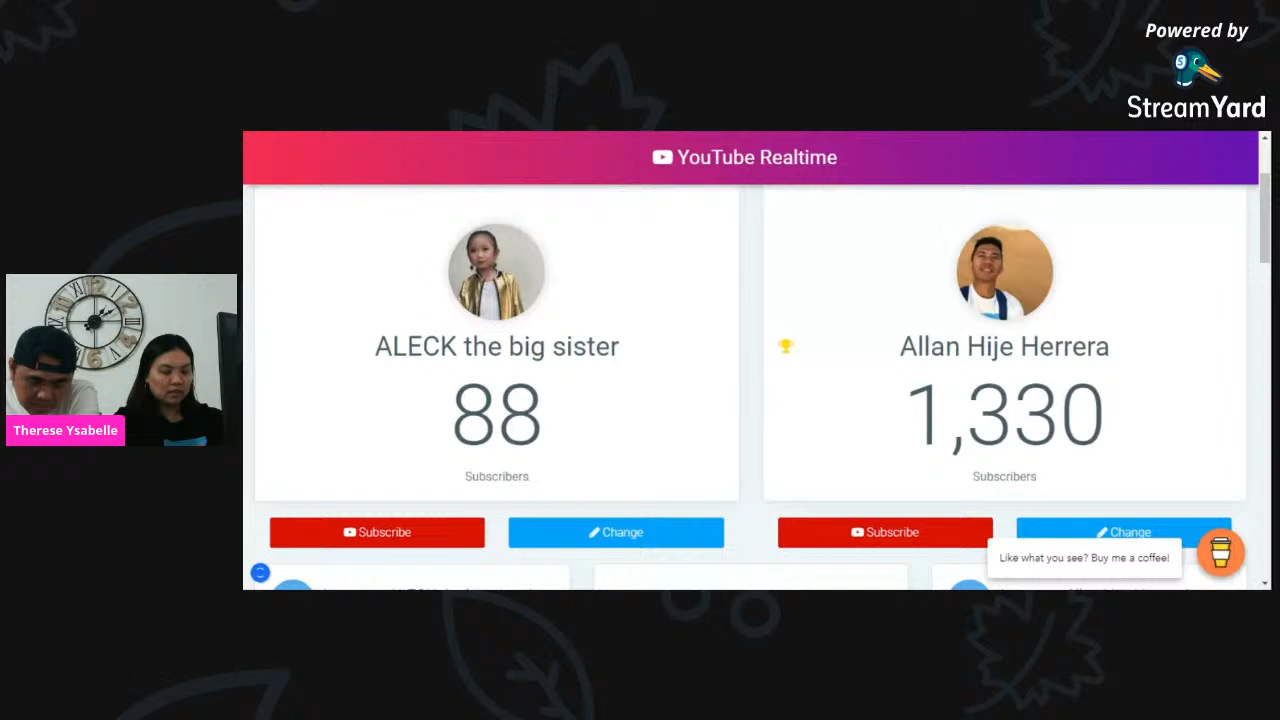 Powered by
StreamYard
YouTube Realtime
ALECK the big sister
88
Subscribers
Subscribe
Change
Allan Hije Herrera
1,330
Subscribers
Subscribe
Change
Like what you see? Buy me a coffee!
Therese Ysabelle